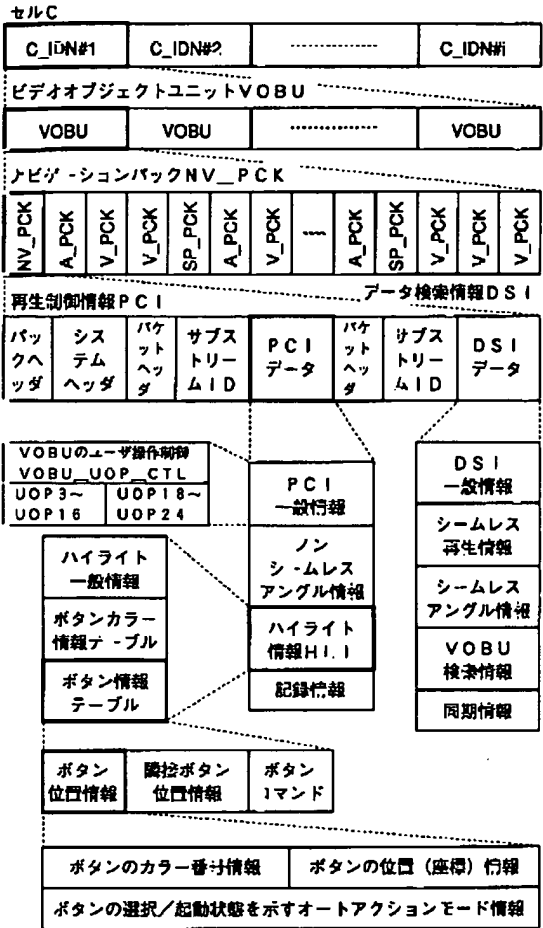 セルC
C_IDN#1 C_IDN#2 C_IDN#i
ビデオオブジェクトユニットVOBU
VOBU VOBU VOBU
ナビゲーションパックNV_PCK
NV_PCK A_PCK V_PCK V_PCK SP_PCK A_PCK V_PCK A_PCK SP_PCK V_PCK V_PCK V_PCK
再生制御情報PCI データ検索情報DSI
パックヘッダ システムヘッダ パケットヘッダ サブストリームID PCIデータ パケットヘッダ サブストリームID DSIデータ
VOBUのユーザ操作制御
VOBU_UOP_CTL
UOP3~ UOP18~
UOP16 UOP24
PCI
一般情報
ノン
シームレス
アングル情報
ハイライト
情報HLI
記録情報
DSI
一般情報
シームレス
再生情報
シームレス
アングル情報
VOBU
検索情報
同期情報
ハイライト
一般情報
ボタンカラー
情報テーブル
ボタン情報
テーブル
ボタン 隣接ボタン ボタン
位置情報 位置情報 コマンド
ボタンのカラー番号情報 ボタンの位置(座標)情報
ボタンの選択/起動状態を示すオートアクションモード情報